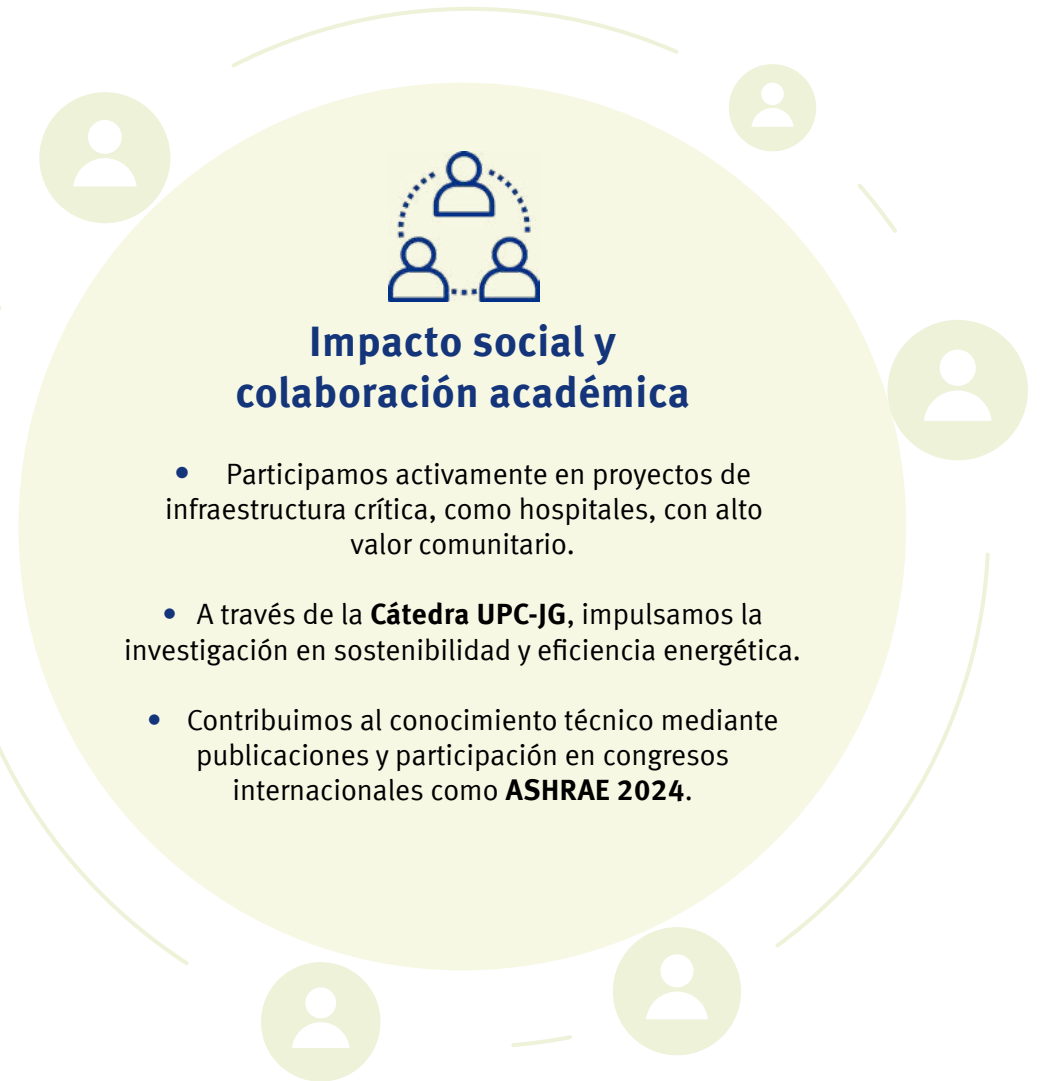 Impacto social y
colaboración académica
• Participamos activamente en proyectos de
infraestructura crítica, como hospitales, con alto
valor comunitario.
• A través de la Cátedra UPC-JG, impulsamos la
investigación en sostenibilidad y eficiencia energética.
• Contribuimos al conocimiento técnico mediante
publicaciones y participación en congresos
internacionales como ASHRAE 2024.